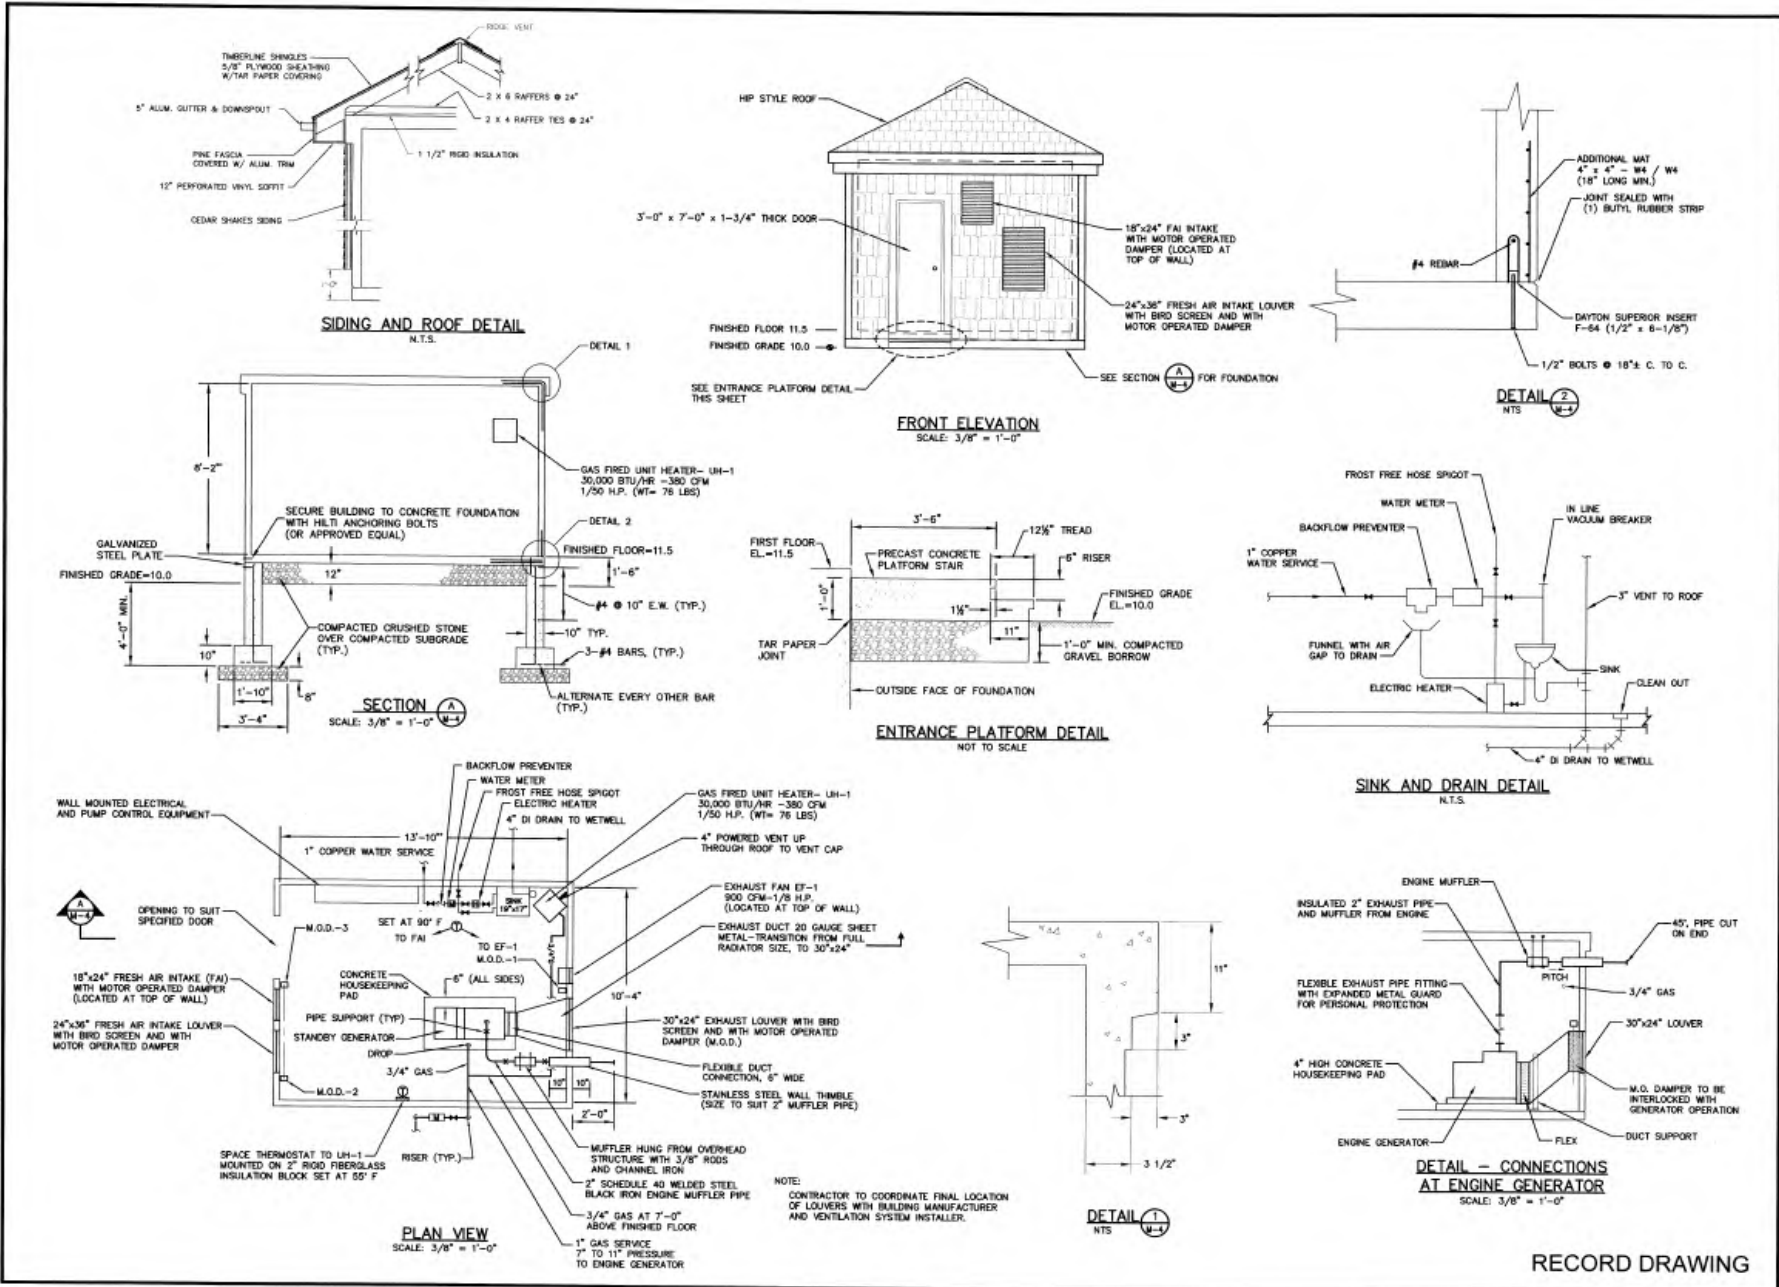 RIDGE VENT
TIMBERLINE SHINGLES
5/8" PLYWOOD SHEATHING
W/TAR PAPER COVERING
5" ALUM. GUTTER & DOWNSPOUT
2 X 6 RAFFERS @ 24"
2 X 4 RAFFER TIES @ 24"
1 1/2" RIGID INSULATION
PINE FASCIA
COVERED W/ ALUM. TRIM
12" PERFORATED VINYL SOFFIT
CEDAR SHAKES SIDING
SIDING AND ROOF DETAIL
N.T.S.
HIP STYLE ROOF
3'-0" x 7'-0" x 1-3/4" THICK DOOR
18"x24" FAI INTAKE
WITH MOTOR OPERATED
DAMPER (LOCATED AT
TOP OF WALL)
24"x36" FRESH AIR INTAKE LOUVER
WITH BIRD SCREEN AND WITH
MOTOR OPERATED DAMPER
FINISHED FLOOR 11.5
FINISHED GRADE 10.0
SEE ENTRANCE PLATFORM DETAIL
THIS SHEET
SEE SECTION A M-4 FOR FOUNDATION
FRONT ELEVATION
SCALE: 3/8" = 1'-0"
ADDITIONAL MAT
4" x 4" - W4 / W4
(18" LONG MIN.)
JOINT SEALED WITH
(1) BUTYL RUBBER STRIP
#4 REBAR
DAYTON SUPERIOR INSERT
F-64 (1/2" x 6-1/8")
1/2" BOLTS @ 18"± C. TO C.
DETAIL 2
NTS M-4
DETAIL 1
8'-2"
GAS FIRED UNIT HEATER- UH-1
30,000 BTU/HR -380 CFM
1/50 H.P. (WT= 76 LBS)
SECURE BUILDING TO CONCRETE FOUNDATION
WITH HILTI ANCHORING BOLTS
(OR APPROVED EQUAL)
DETAIL 2
GALVANIZED
STEEL PLATE
FINISHED FLOOR=11.5
FINISHED GRADE=10.0
12"
1'-6"
4'-0" MIN.
#4 @ 10" E.W. (TYP.)
COMPACTED CRUSHED STONE
OVER COMPACTED SUBGRADE
(TYP.)
10" TYP.
10"
3-#4 BARS, (TYP.)
1'-10"
8"
3'-4"
ALTERNATE EVERY OTHER BAR
(TYP.)
SECTION A
SCALE: 3/8" = 1'-0" M-4
3'-6"
12½" TREAD
FIRST FLOOR
EL.=11.5
PRECAST CONCRETE
PLATFORM STAIR
6" RISER
1'-0"
1½"
FINISHED GRADE
EL.=10.0
TAR PAPER
JOINT
11"
1'-0" MIN. COMPACTED
GRAVEL BORROW
OUTSIDE FACE OF FOUNDATION
ENTRANCE PLATFORM DETAIL
NOT TO SCALE
FROST FREE HOSE SPIGOT
WATER METER
BACKFLOW PREVENTER
IN LINE
VACUUM BREAKER
1" COPPER
WATER SERVICE
3" VENT TO ROOF
FUNNEL WITH AIR
GAP TO DRAIN
SINK
ELECTRIC HEATER
CLEAN OUT
4" DI DRAIN TO WETWELL
SINK AND DRAIN DETAIL
N.T.S.
WALL MOUNTED ELECTRICAL
AND PUMP CONTROL EQUIPMENT
BACKFLOW PREVENTER
WATER METER
FROST FREE HOSE SPIGOT
ELECTRIC HEATER
4" DI DRAIN TO WETWELL
13'-10"
1" COPPER WATER SERVICE
GAS FIRED UNIT HEATER- UH-1
30,000 BTU/HR -380 CFM
1/50 H.P. (WT= 76 LBS)
4" POWERED VENT UP
THROUGH ROOF TO VENT CAP
EXHAUST FAN EF-1
900 CFM-1/8 H.P.
(LOCATED AT TOP OF WALL)
EXHAUST DUCT 20 GAUGE SHEET
METAL-TRANSITION FROM FULL
RADIATOR SIZE, TO 30"x24"
A
M-4
OPENING TO SUIT
SPECIFIED DOOR
M.O.D.-3
SET AT 90° F
T
TO FAI
TO EF-1
M.O.D.-1
SINK
19"x17"
M
18"x24" FRESH AIR INTAKE (FAI)
WITH MOTOR OPERATED DAMPER
(LOCATED AT TOP OF WALL)
CONCRETE
HOUSEKEEPING
PAD
6" (ALL SIDES)
10'-4"
PIPE SUPPORT (TYP)
24"x36" FRESH AIR INTAKE LOUVER
WITH BIRD SCREEN AND WITH
MOTOR OPERATED DAMPER
STANDBY GENERATOR
DROP
3/4" GAS
30"x24" EXHAUST LOUVER WITH BIRD
SCREEN AND WITH MOTOR OPERATED
DAMPER (M.O.D.)
FLEXIBLE DUCT
CONNECTION, 6" WIDE
M.O.D.-2
T
10" 10"
2'-0"
STAINLESS STEEL WALL THIMBLE
(SIZE TO SUIT 2" MUFFLER PIPE)
M
SPACE THERMOSTAT TO UH-1
MOUNTED ON 2" RIGID FIBERGLASS
INSULATION BLOCK SET AT 55° F
RISER (TYP.)
MUFFLER HUNG FROM OVERHEAD
STRUCTURE WITH 3/8" RODS
AND CHANNEL IRON
2" SCHEDULE 40 WELDED STEEL
BLACK IRON ENGINE MUFFLER PIPE
3/4" GAS AT 7'-0"
ABOVE FINISHED FLOOR
1" GAS SERVICE
7" TO 11" PRESSURE
TO ENGINE GENERATOR
PLAN VIEW
SCALE: 3/8" = 1'-0"
NOTE:
CONTRACTOR TO COORDINATE FINAL LOCATION
OF LOUVERS WITH BUILDING MANUFACTURER
AND VENTILATION SYSTEM INSTALLER.
11"
3"
3"
3 1/2"
DETAIL 1
NTS M-4
ENGINE MUFFLER
INSULATED 2" EXHAUST PIPE
AND MUFFLER FROM ENGINE
45°, PIPE CUT
ON END
PITCH
3/4" GAS
FLEXIBLE EXHAUST PIPE FITTING
WITH EXPANDED METAL GUARD
FOR PERSONAL PROTECTION
30"x24" LOUVER
4" HIGH CONCRETE
HOUSEKEEPING PAD
M.O. DAMPER TO BE
INTERLOCKED WITH
GENERATOR OPERATION
ENGINE GENERATOR
FLEX
DUCT SUPPORT
DETAIL - CONNECTIONS
AT ENGINE GENERATOR
SCALE: 3/8" = 1'-0"
RECORD DRAWING